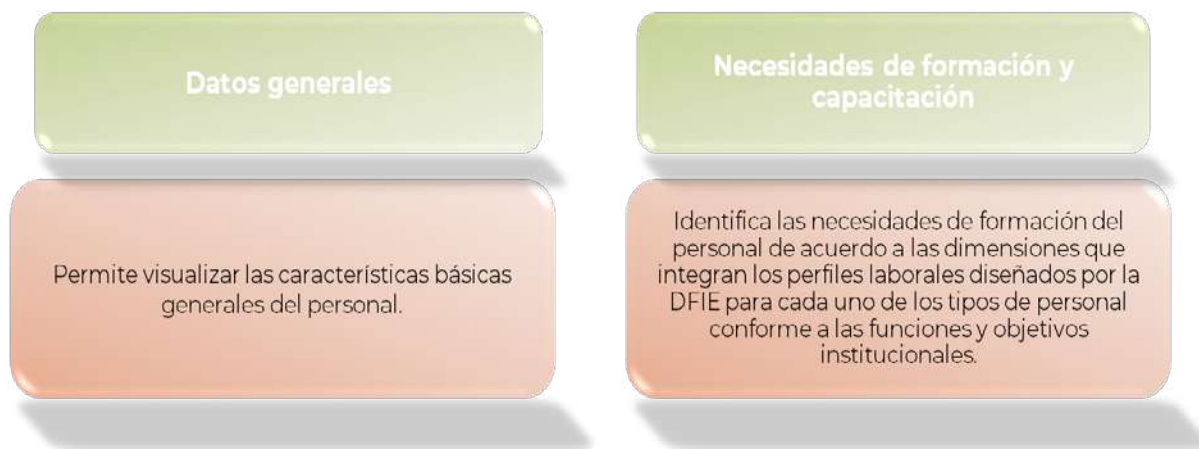 Datos generales
Permite visualizar las características básicas
generales del personal.
Necesidades de formación y
capacitación
Identifica las necesidades de formación del
personal de acuerdo a las dimensiones que
integran los perfiles laborales diseñados por la
DFIE para cada uno de los tipos de personal
conforme a las funciones y objetivos
institucionales.